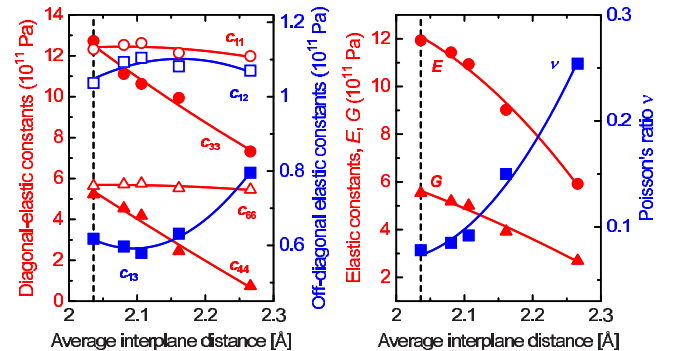 Diagonal-elastic constants (10¹¹ Pa)
14
12
10
8
6
4
2
0
c₁₁
c₁₂
c₃₃
c₆₆
c₁₃
c₄₄
1.2
1
0.8
0.6
Off-diagonal elastic constants (10¹¹ Pa)
2 2.1 2.2 2.3
Average interplane distance [Å]
Elastic constants, E, G (10¹¹ Pa)
12
10
8
6
4
2
E
ν
G
0.3
0.2
0.1
Poisson's ratio ν
2 2.1 2.2 2.3
Average interplane distance [Å]